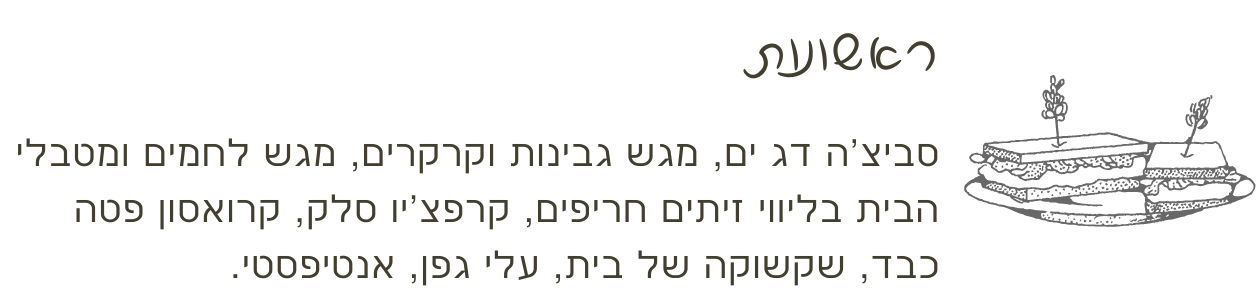 ראשונות
סביצ’ה דג ים, מגש גבינות וקרקרים, מגש לחמים ומטבלי
הבית בליווי זיתים חריפים, קרפצ’יו סלק, קרואסון פטה
כבד, שקשוקה של בית, עלי גפן, אנטיפסטי.